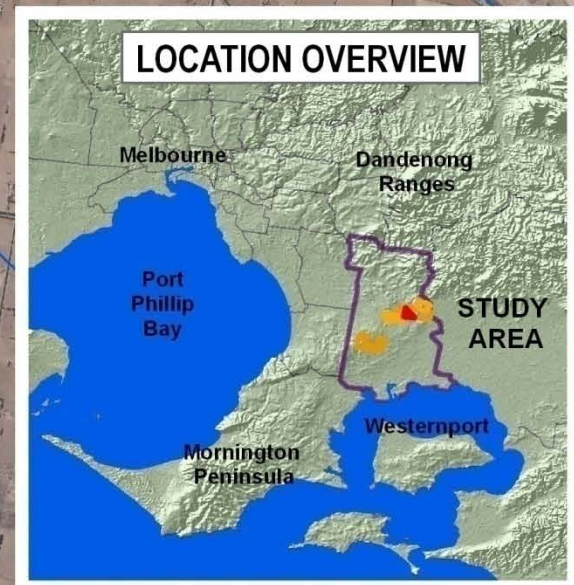 LOCATION OVERVIEW
Melbourne
Dandenong
Ranges
Port
Phillip
Bay
STUDY
AREA
Westernport
Mornington
Peninsula